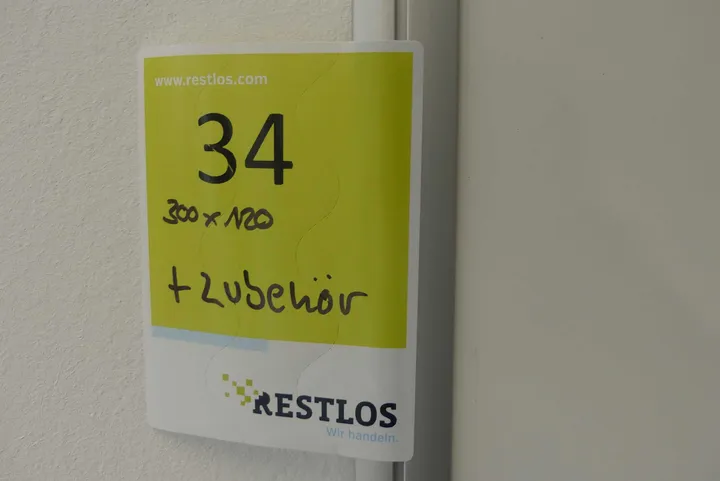 www.restlos.com
34
300 x 120
+ Zubehör
RESTLOS
Wir handeln.